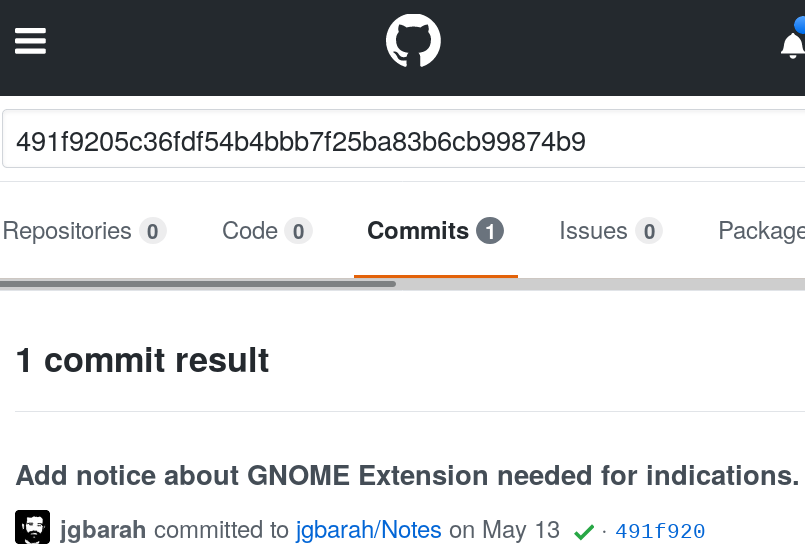 491f9205c36fdf54b4bbb7f25ba83b6cb99874b9
Repositories 0 Code 0 Commits 1 Issues 0 Package
1 commit result
Add notice about GNOME Extension needed for indications.
jgbarah committed to jgbarah/Notes on May 13 ✓ · 491f920